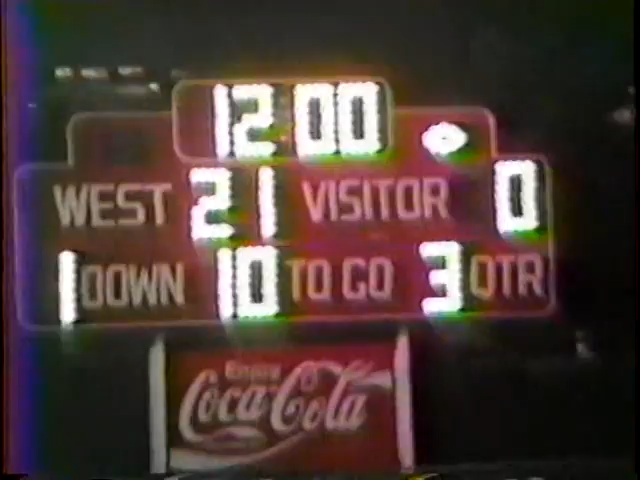 12 00
WEST 21 VISITOR 0
1 DOWN 10 TO GO 3 QTR
Enjoy
Coca-Cola